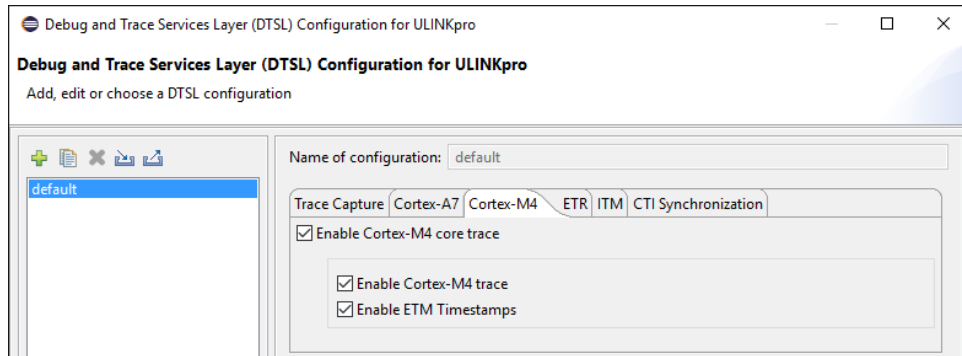 Debug and Trace Services Layer (DTSL) Configuration for ULINKpro
Debug and Trace Services Layer (DTSL) Configuration for ULINKpro
Add, edit or choose a DTSL configuration
Name of configuration: default
default
Trace Capture Cortex-A7 Cortex-M4 ETR ITM CTI Synchronization
Enable Cortex-M4 core trace
Enable Cortex-M4 trace
Enable ETM Timestamps